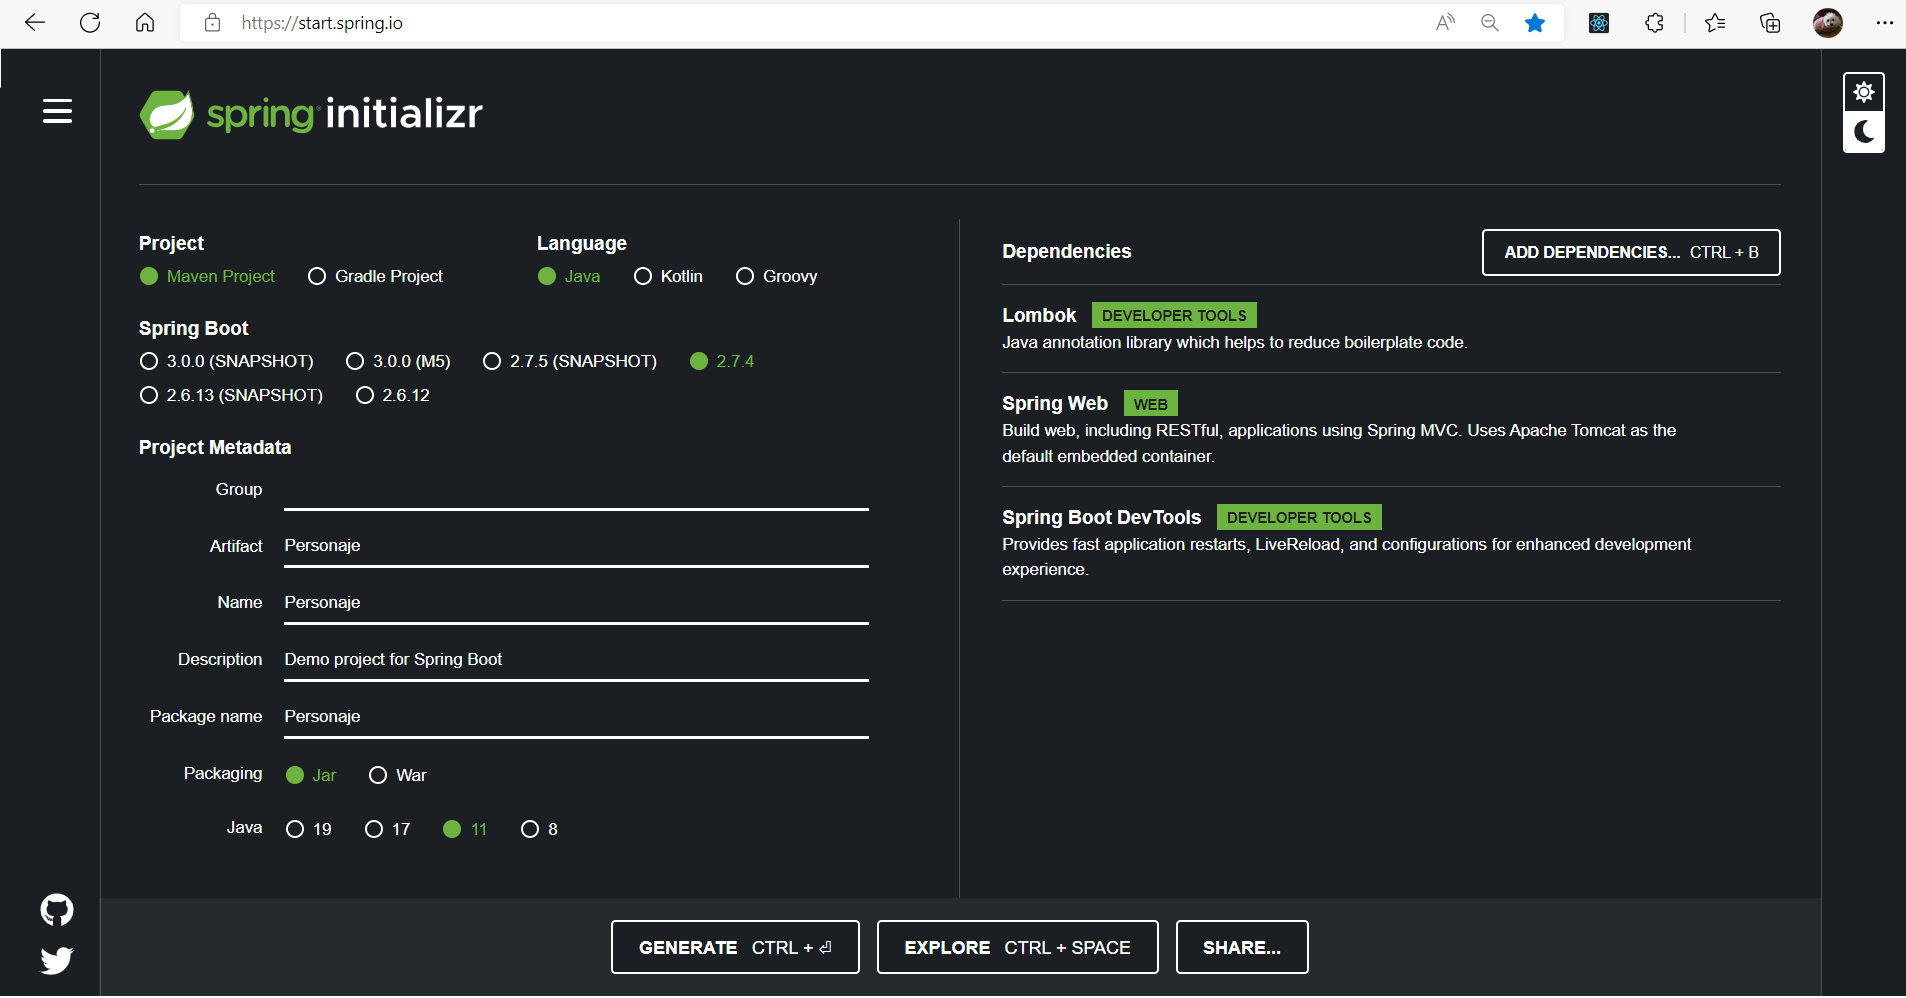 https://start.spring.io
spring initializr
Project
Maven Project Gradle Project
Language
Java Kotlin Groovy
Spring Boot
3.0.0 (SNAPSHOT) 3.0.0 (M5) 2.7.5 (SNAPSHOT) 2.7.4
2.6.13 (SNAPSHOT) 2.6.12
Project Metadata
Group
Artifact Personaje
Name Personaje
Description Demo project for Spring Boot
Package name Personaje
Packaging Jar War
Java 19 17 11 8
Dependencies
ADD DEPENDENCIES... CTRL + B
Lombok DEVELOPER TOOLS
Java annotation library which helps to reduce boilerplate code.
Spring Web WEB
Build web, including RESTful, applications using Spring MVC. Uses Apache Tomcat as the
default embedded container.
Spring Boot DevTools DEVELOPER TOOLS
Provides fast application restarts, LiveReload, and configurations for enhanced development
experience.
GENERATE CTRL + ⏎
EXPLORE CTRL + SPACE
SHARE...